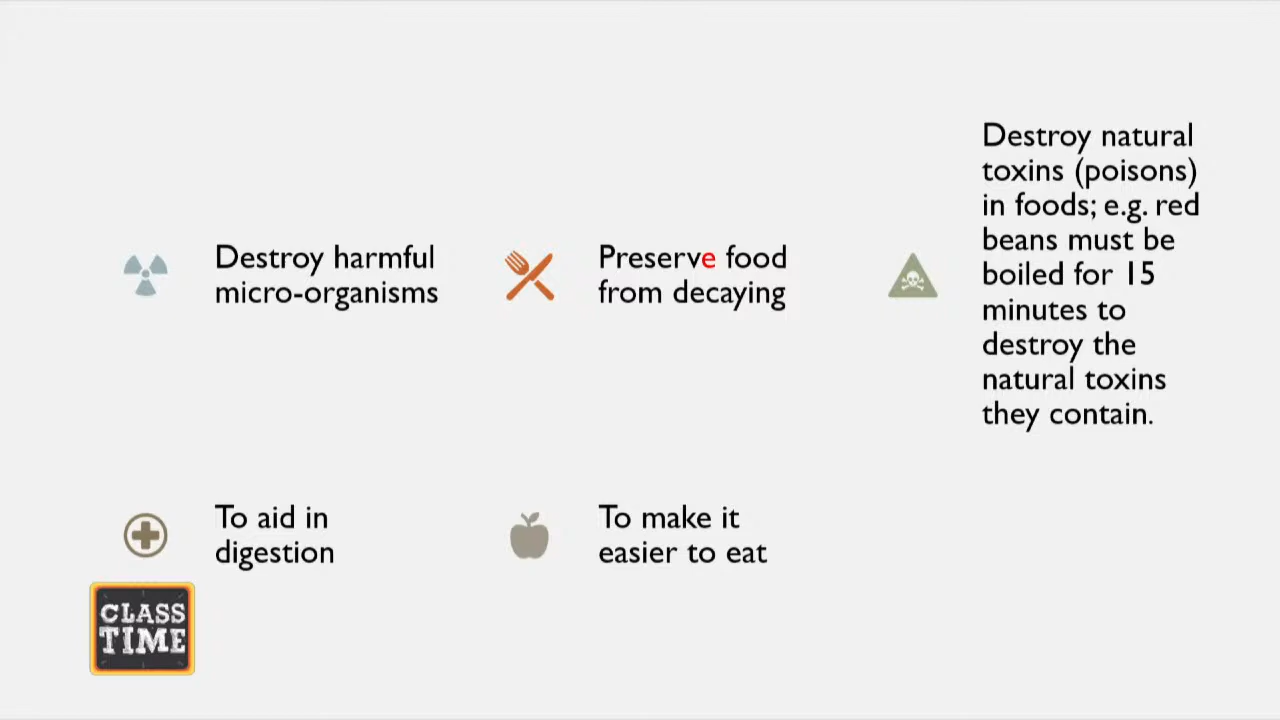 Destroy harmful
micro-organisms
Preserve food
from decaying
Destroy natural
toxins (poisons)
in foods; e.g. red
beans must be
boiled for 15
minutes to
destroy the
natural toxins
they contain.
To aid in
digestion
To make it
easier to eat
CLASS
TIME